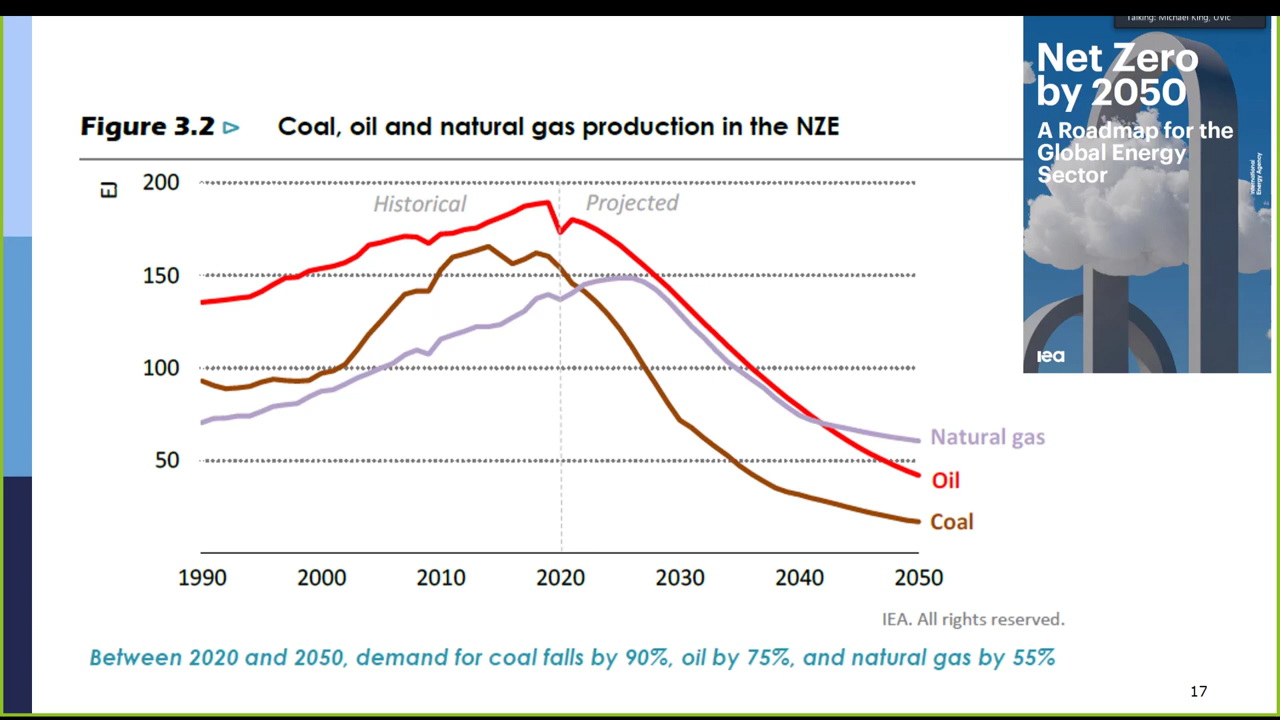 Talking: Michael King, UVic
Net Zero
by 2050
A Roadmap for the
Global Energy
Sector
International
Energy Agency
iea
Figure 3.2 ▷ Coal, oil and natural gas production in the NZE
EJ
200
150
100
50
Historical
Projected
Natural gas
Oil
Coal
1990 2000 2010 2020 2030 2040 2050
IEA. All rights reserved.
Between 2020 and 2050, demand for coal falls by 90%, oil by 75%, and natural gas by 55%
17